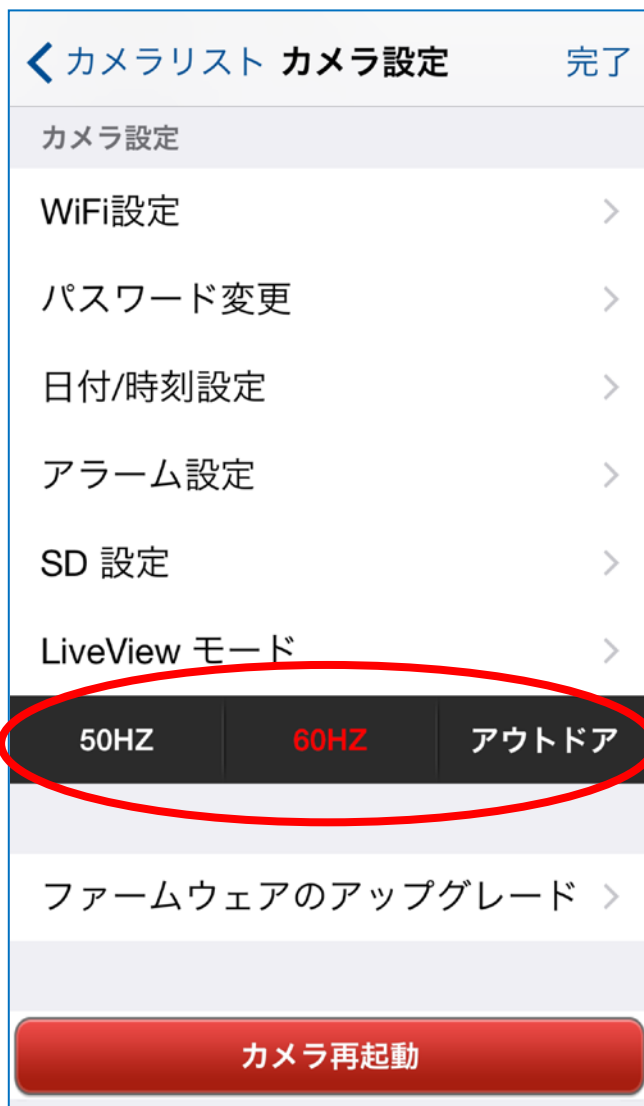 カメラリスト カメラ設定 完了
カメラ設定
WiFi設定
パスワード変更
日付/時刻設定
アラーム設定
SD 設定
LiveView モード
50HZ 60HZ アウトドア
ファームウェアのアップグレード
カメラ再起動